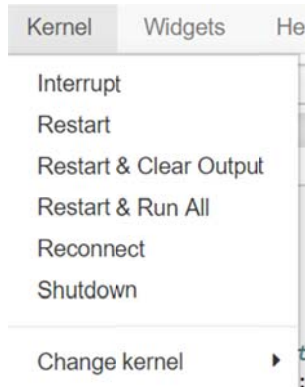 Kernel Widgets He
Interrupt
Restart
Restart & Clear Output
Restart & Run All
Reconnect
Shutdown
Change kernel